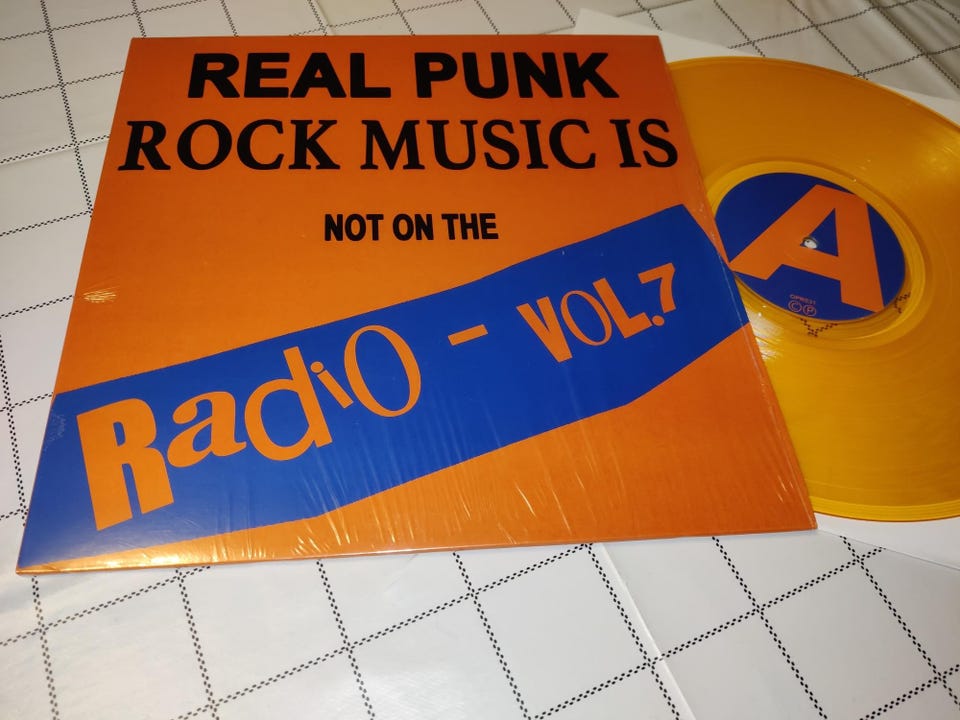 REAL PUNK
ROCK MUSIC IS
NOT ON THE
RadiO - VOL.7
A
©℗